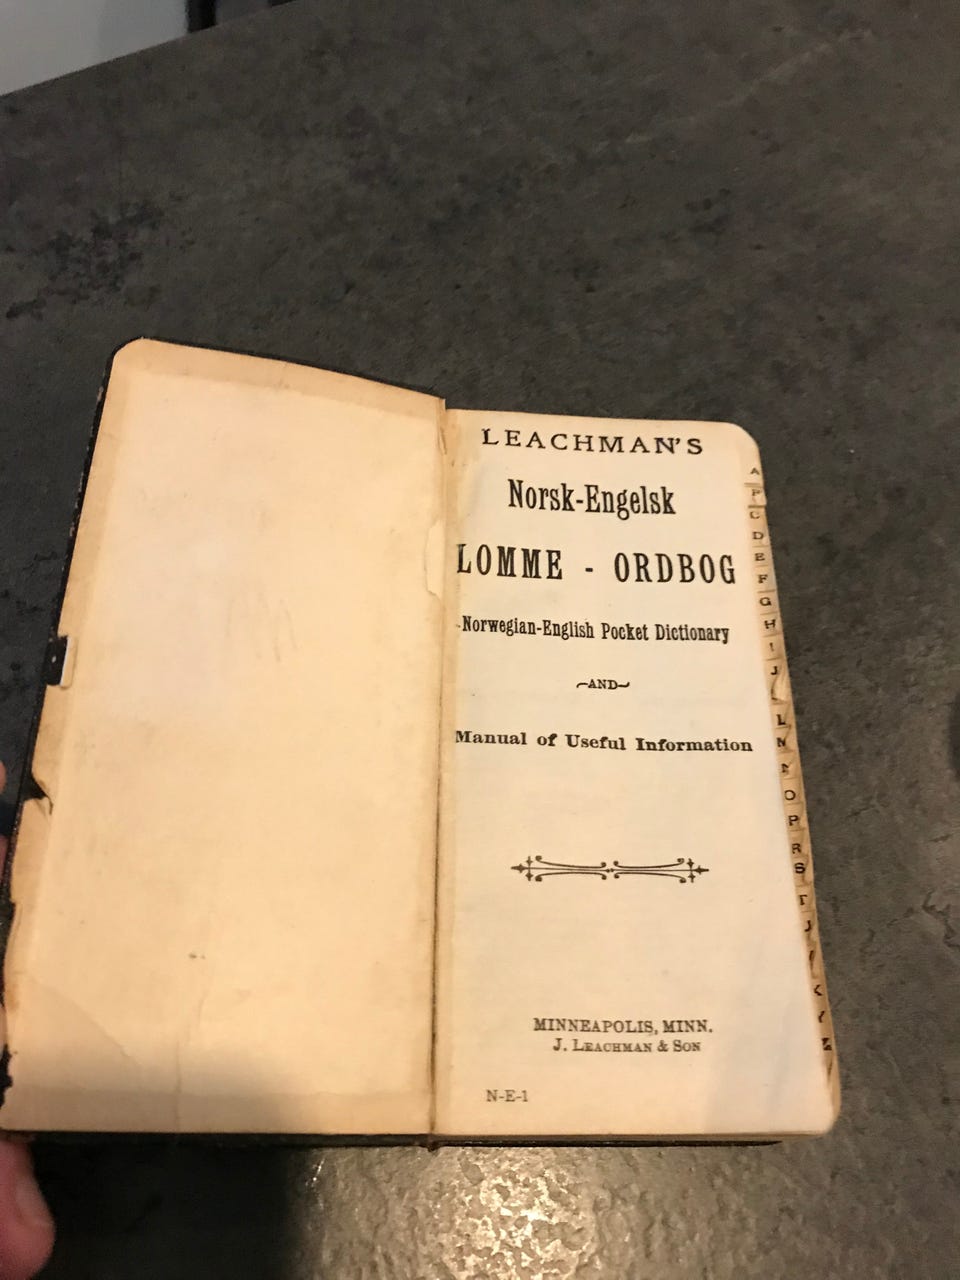 LEACHMAN'S
Norsk-Engelsk
LOMME - ORDBOG
Norwegian-English Pocket Dictionary
AND
Manual of Useful Information
MINNEAPOLIS, MINN.
J. LEACHMAN & SON
N-E-1
A
C
D
E
F
G
H
I
J
L
O
P
R
S